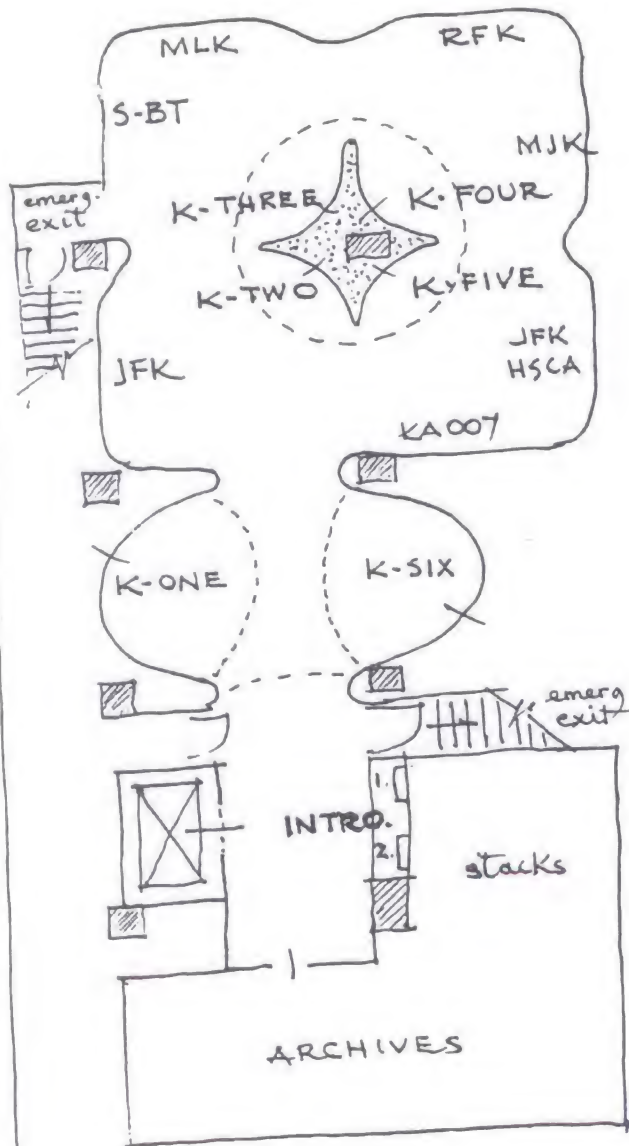 MLK
RFK
S-BT
MJK
emerg.
exit
K-THREE
K-FOUR
K-TWO
K-FIVE
JFK
JFK
HSCA
KA007
K-ONE
K-SIX
emerg
exit
1.
INTRO.
2.
stacks
ARCHIVES